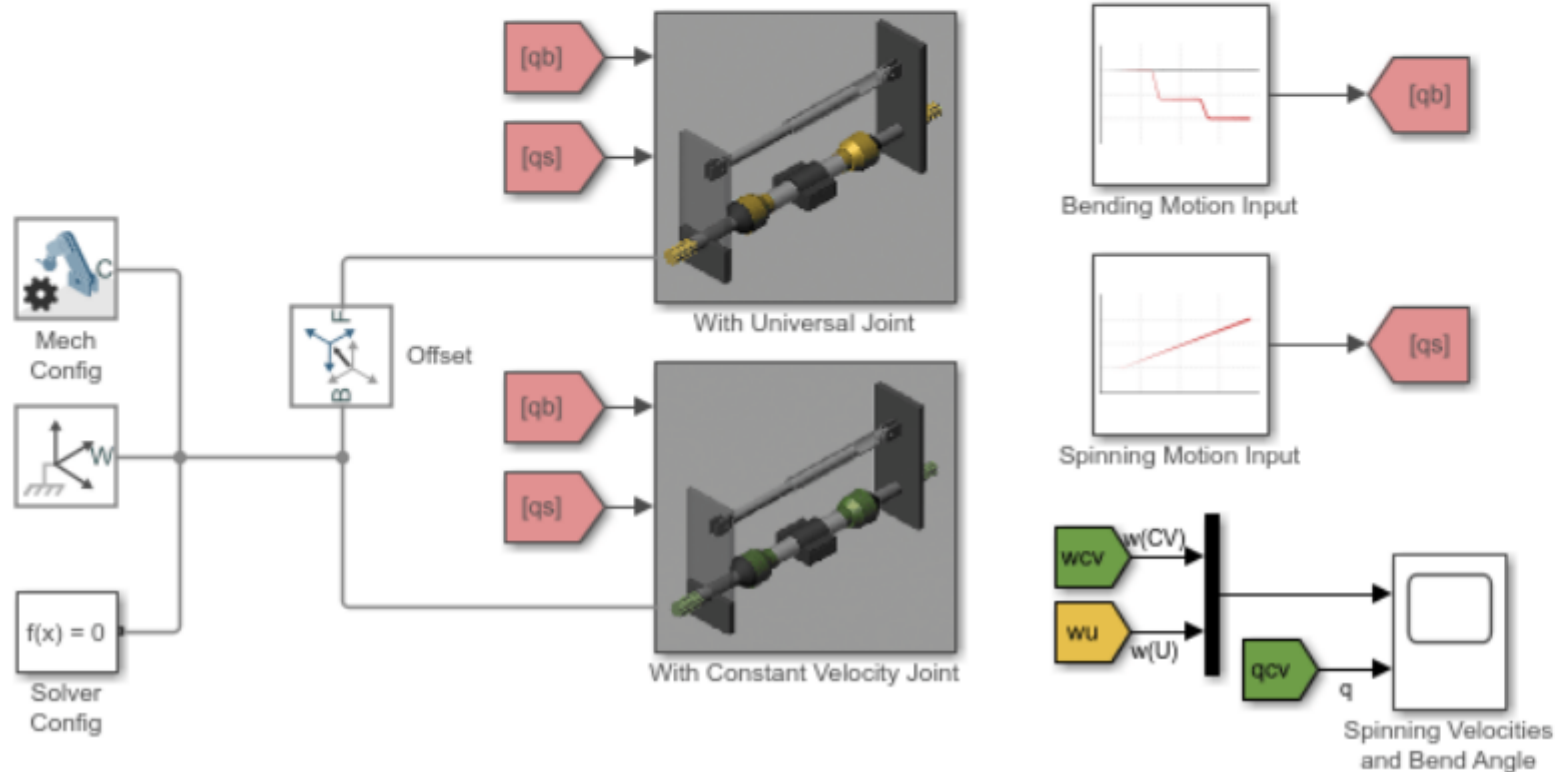 [qb]
[qs]
With Universal Joint
C
Mech
Config
F
B
Offset
W
[qb]
[qs]
With Constant Velocity Joint
f(x) = 0
Solver
Config
[qb]
Bending Motion Input
[qs]
Spinning Motion Input
wcv
w(CV)
wu
w(U)
qcv
q
Spinning Velocities
and Bend Angle